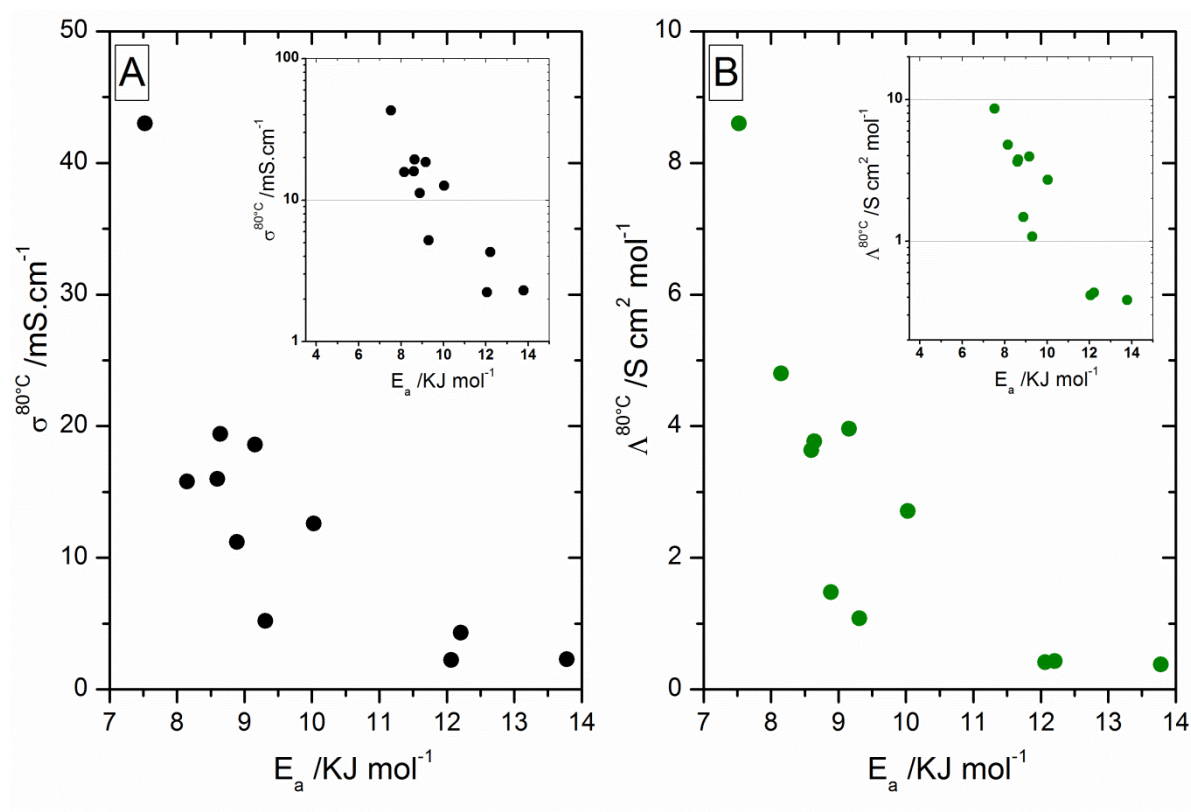 A
50
40
30
20
10
0
σ⁸⁰°ᶜ /mS.cm⁻¹
7 8 9 10 11 12 13 14
Eₐ /KJ mol⁻¹
100
10
1
σ⁸⁰°ᶜ /mS.cm⁻¹
4 6 8 10 12 14
Eₐ /KJ mol⁻¹
B
10
8
6
4
2
0
Λ⁸⁰°ᶜ /S cm² mol⁻¹
7 8 9 10 11 12 13 14
Eₐ /KJ mol⁻¹
10
1
Λ⁸⁰°ᶜ /S cm² mol⁻¹
4 6 8 10 12 14
Eₐ /KJ mol⁻¹